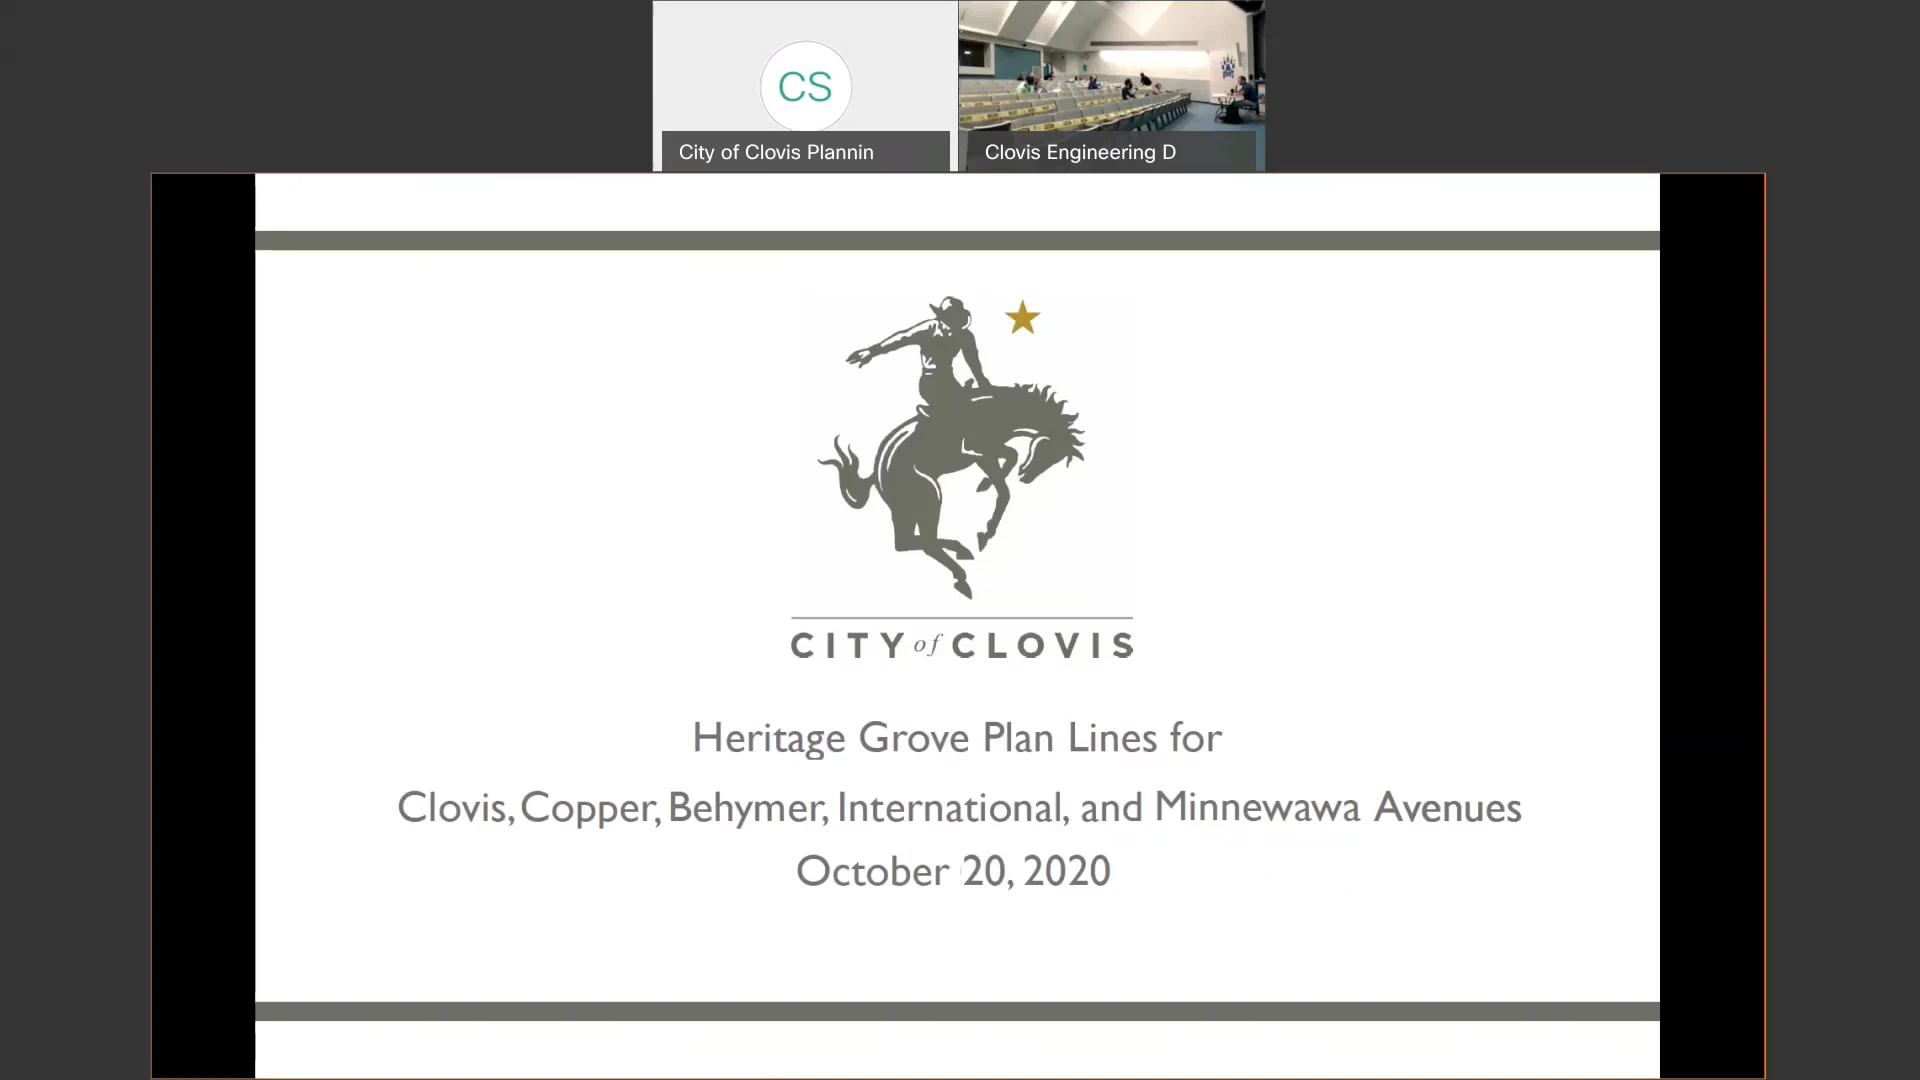 CS
City of Clovis Plannin
Clovis Engineering D
CITY of CLOVIS
Heritage Grove Plan Lines for
Clovis, Copper, Behymer, International, and Minnewawa Avenues
October 20, 2020